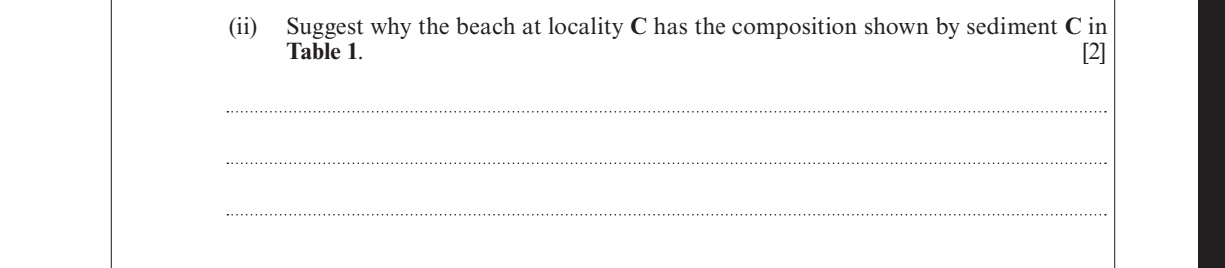 (ii) Suggest why the beach at locality C has the composition shown by sediment C in
Table 1. [2]